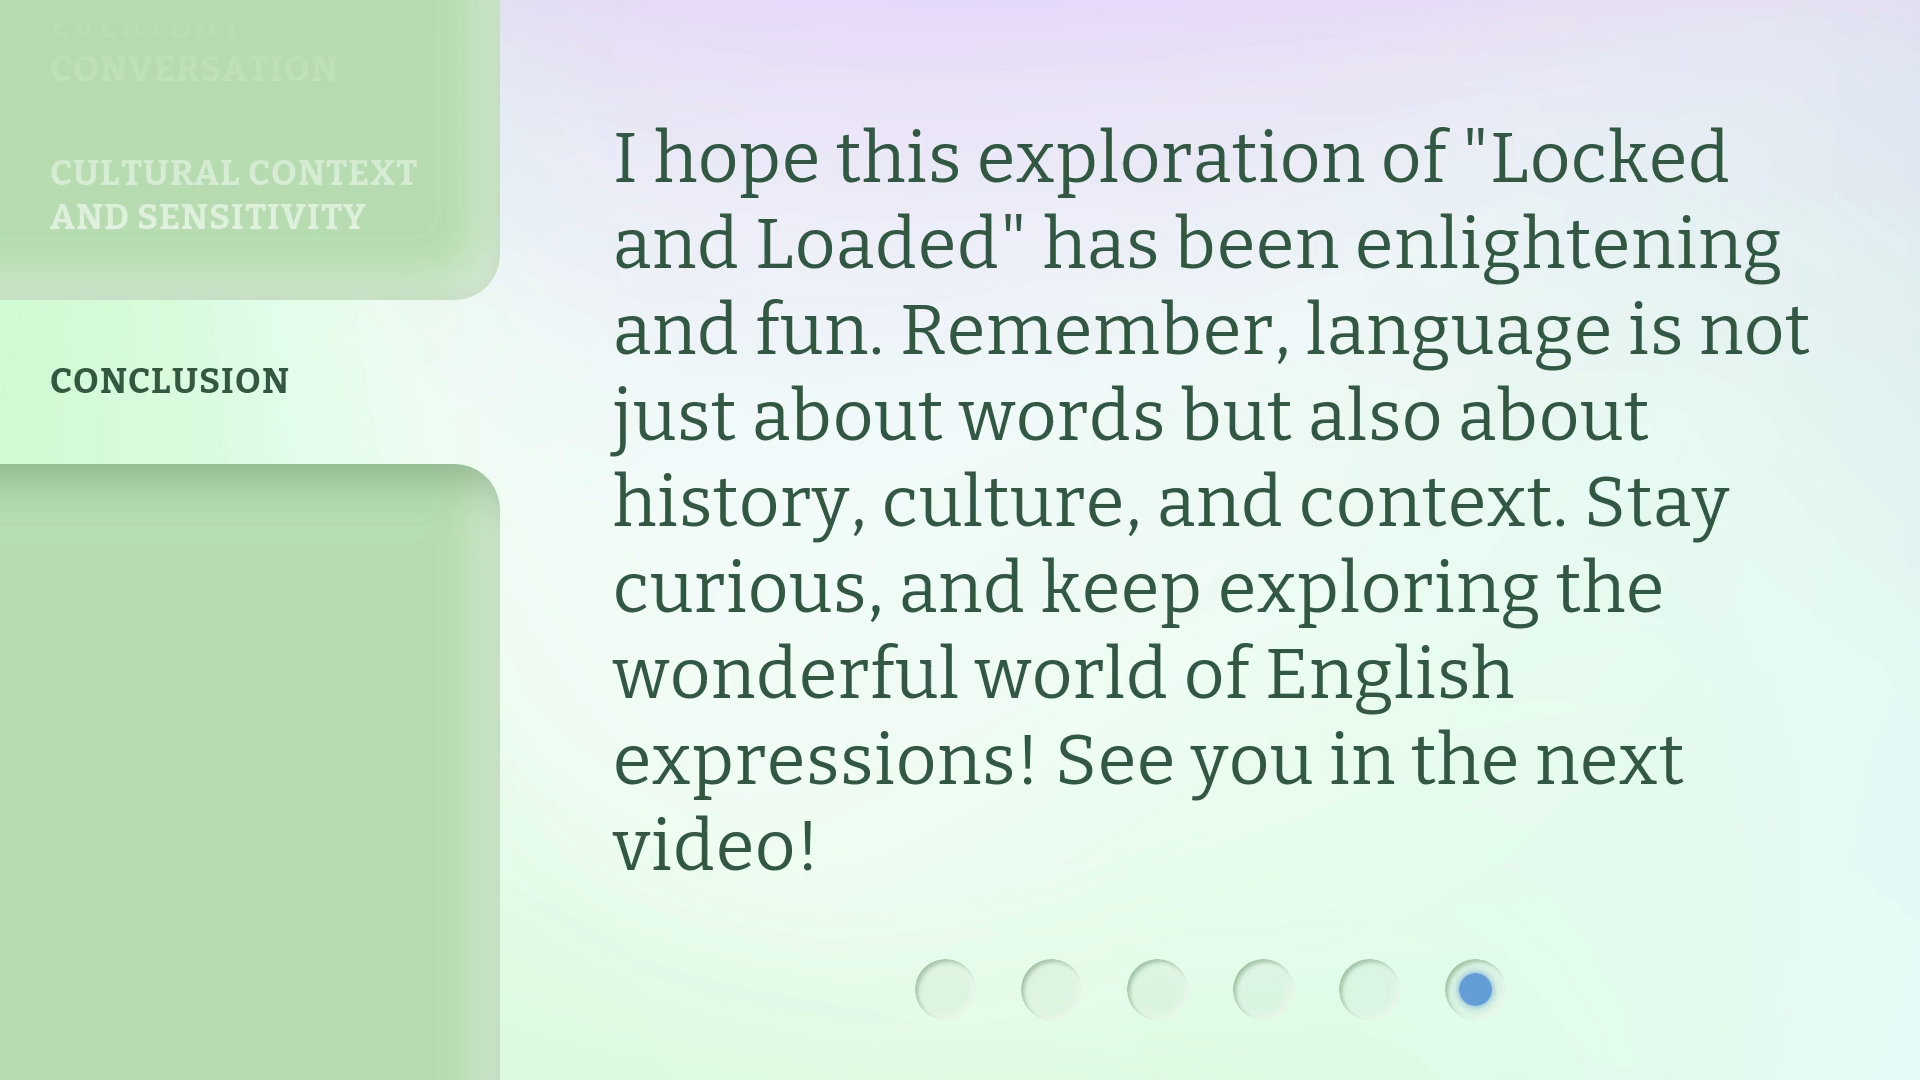 EVERYDAY
CONVERSATION
CULTURAL CONTEXT
AND SENSITIVITY
CONCLUSION
I hope this exploration of "Locked
and Loaded" has been enlightening
and fun. Remember, language is not
just about words but also about
history, culture, and context. Stay
curious, and keep exploring the
wonderful world of English
expressions! See you in the next
video!